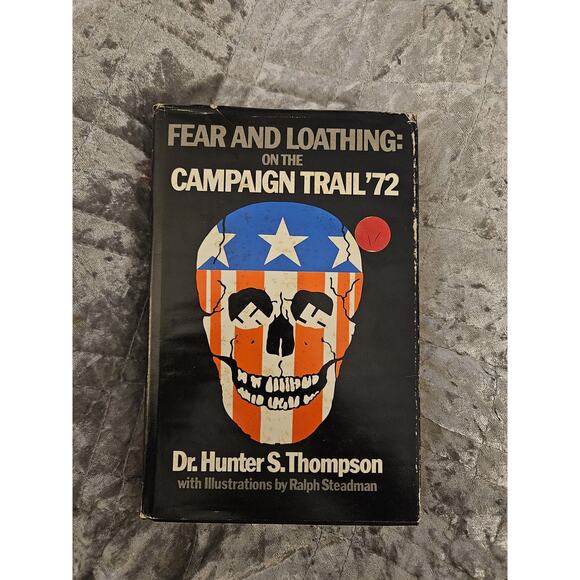 FEAR AND LOATHING:
ON THE
CAMPAIGN TRAIL '72
Dr. Hunter S. Thompson
with Illustrations by Ralph Steadman